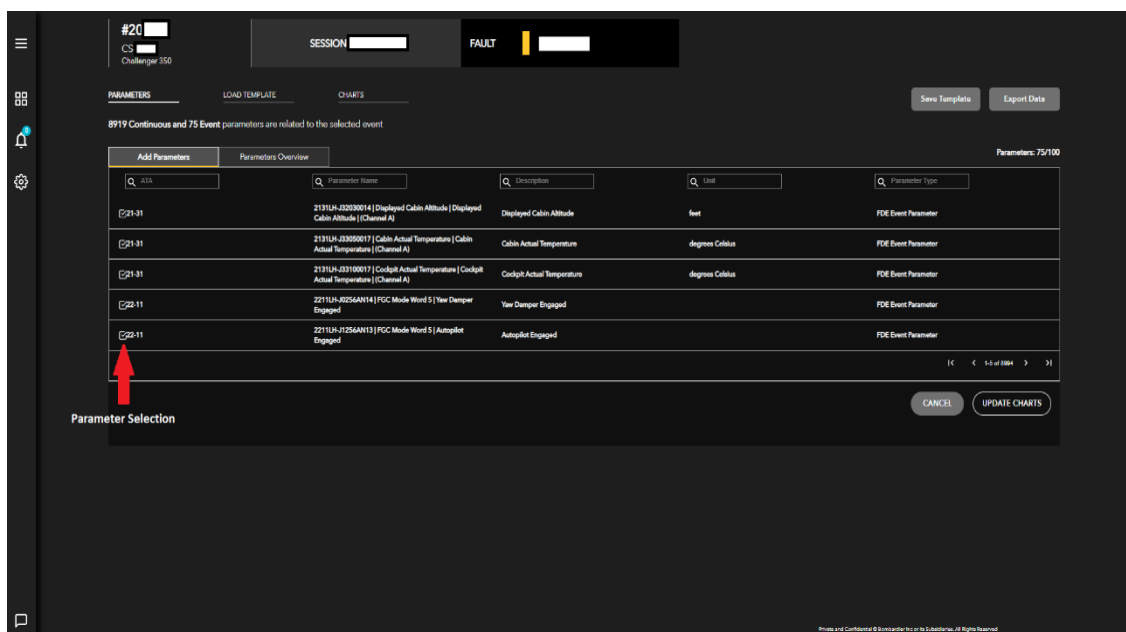 #20
CS
Challenger 350
SESSION
FAULT
PARAMETERS
LOAD TEMPLATE
CHARTS
Save Template
Export Data
8919 Continuous and 75 Event parameters are related to the selected event
Add Parameters
Parameters Overview
Parameters: 75/100
ATA
Parameter Name
Description
Unit
Parameter Type
21-31
2131LH-J32030014 | Displayed Cabin Altitude | Displayed
Cabin Altitude | (Channel A)
Displayed Cabin Altitude
feet
FDE Event Parameter
21-31
2131LH-J33050017 | Cabin Actual Temperature | Cabin
Actual Temperature | (Channel A)
Cabin Actual Temperature
degrees Celsius
FDE Event Parameter
21-31
2131LH-J33100017 | Cockpit Actual Temperature | Cockpit
Actual Temperature | (Channel A)
Cockpit Actual Temperature
degrees Celsius
FDE Event Parameter
22-11
2211LH-J0256AN14 | FGC Mode Word 5 | Yaw Damper
Engaged
Yaw Damper Engaged
FDE Event Parameter
22-11
2211LH-J1256AN13 | FGC Mode Word 5 | Autopilot
Engaged
Autopilot Engaged
FDE Event Parameter
1-5 of 8994
CANCEL
UPDATE CHARTS
Parameter Selection
Private and Confidential © Bombardier Inc or its Subsidiaries. All Rights Reserved